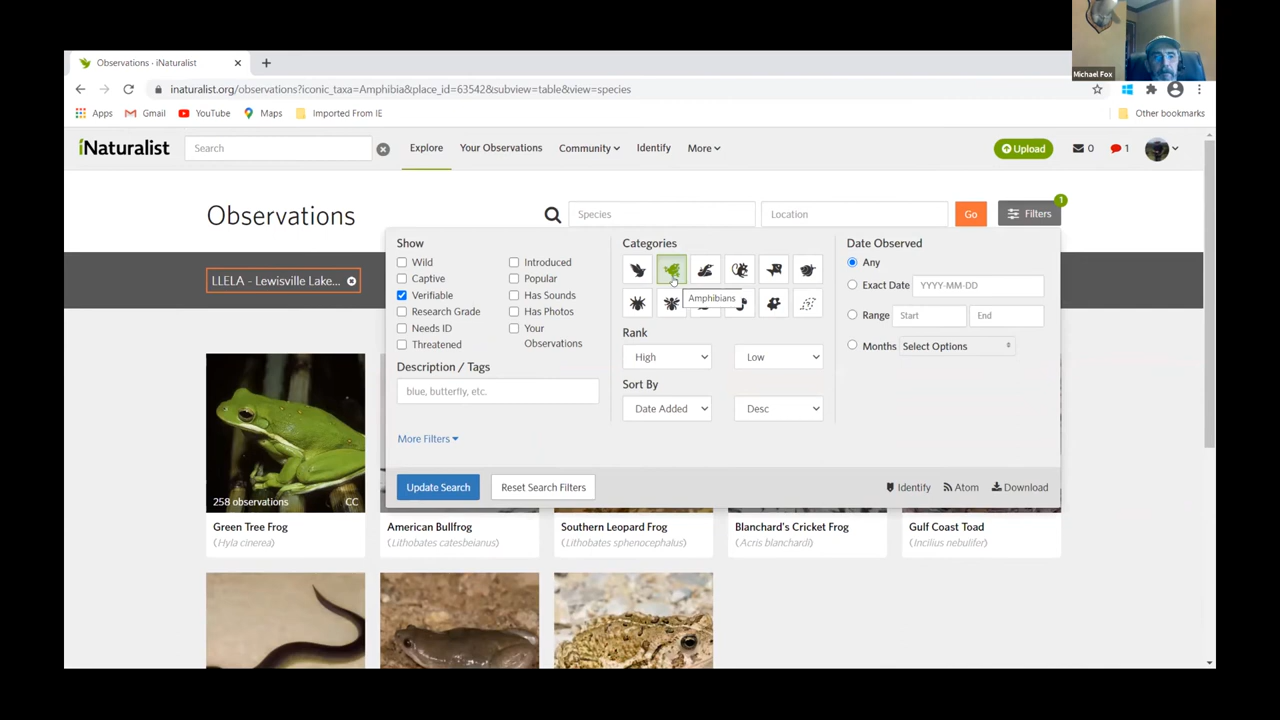 Michael Fox
Observations · iNaturalist
inaturalist.org/observations?iconic_taxa=Amphibia&place_id=63542&subview=table&view=species
Apps Gmail YouTube Maps Imported From IE Other bookmarks
iNaturalist Search Explore Your Observations Community Identify More Upload 0 1
Observations Species Location Go Filters 1
LLELA - Lewisville Lake...
Show
Wild Introduced
Captive Popular
Verifiable Has Sounds
Research Grade Has Photos
Needs ID Your
Observations
Threatened
Description / Tags
blue, butterfly, etc.
More Filters
Categories
Amphibians
Rank
High Low
Sort By
Date Added Desc
Date Observed
Any
Exact Date YYYY-MM-DD
Range Start End
Months Select Options
Update Search Reset Search Filters Identify Atom Download
258 observations CC
Green Tree Frog
(Hyla cinerea)
American Bullfrog
(Lithobates catesbeianus)
Southern Leopard Frog
(Lithobates sphenocephalus)
Blanchard's Cricket Frog
(Acris blanchardi)
Gulf Coast Toad
(Incilius nebulifer)